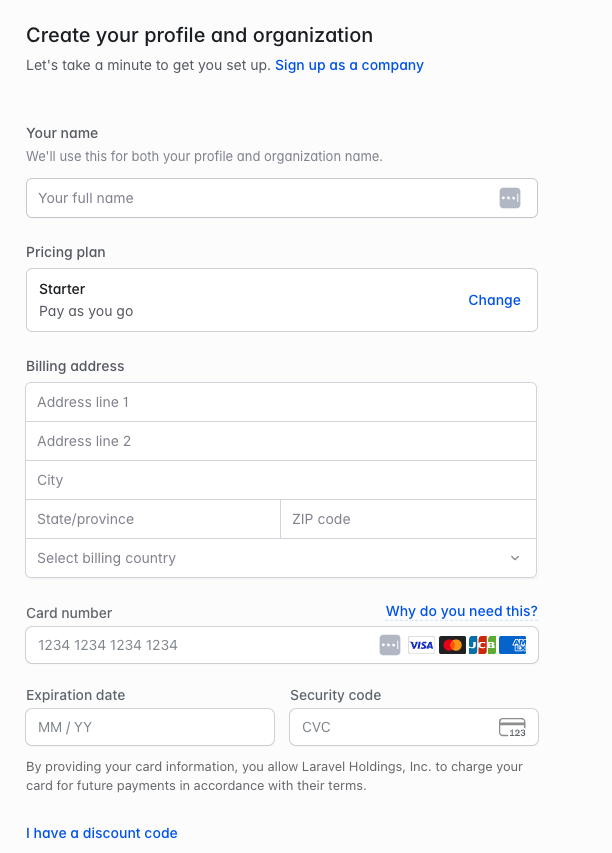 Create your profile and organization
Let's take a minute to get you set up. Sign up as a company
Your name
We'll use this for both your profile and organization name.
Your full name
Pricing plan
Starter
Pay as you go
Change
Billing address
Address line 1
Address line 2
City
State/province
ZIP code
Select billing country
Card number
Why do you need this?
1234 1234 1234 1234
VISA
JCB
AM
EX
Expiration date
Security code
MM / YY
CVC
123
By providing your card information, you allow Laravel Holdings, Inc. to charge your
card for future payments in accordance with their terms.
I have a discount code